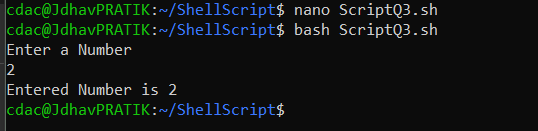 cdac@JdhavPRATIK:~/ShellScript$ nano ScriptQ3.sh
cdac@JdhavPRATIK:~/ShellScript$ bash ScriptQ3.sh
Enter a Number
2
Entered Number is 2
cdac@JdhavPRATIK:~/ShellScript$